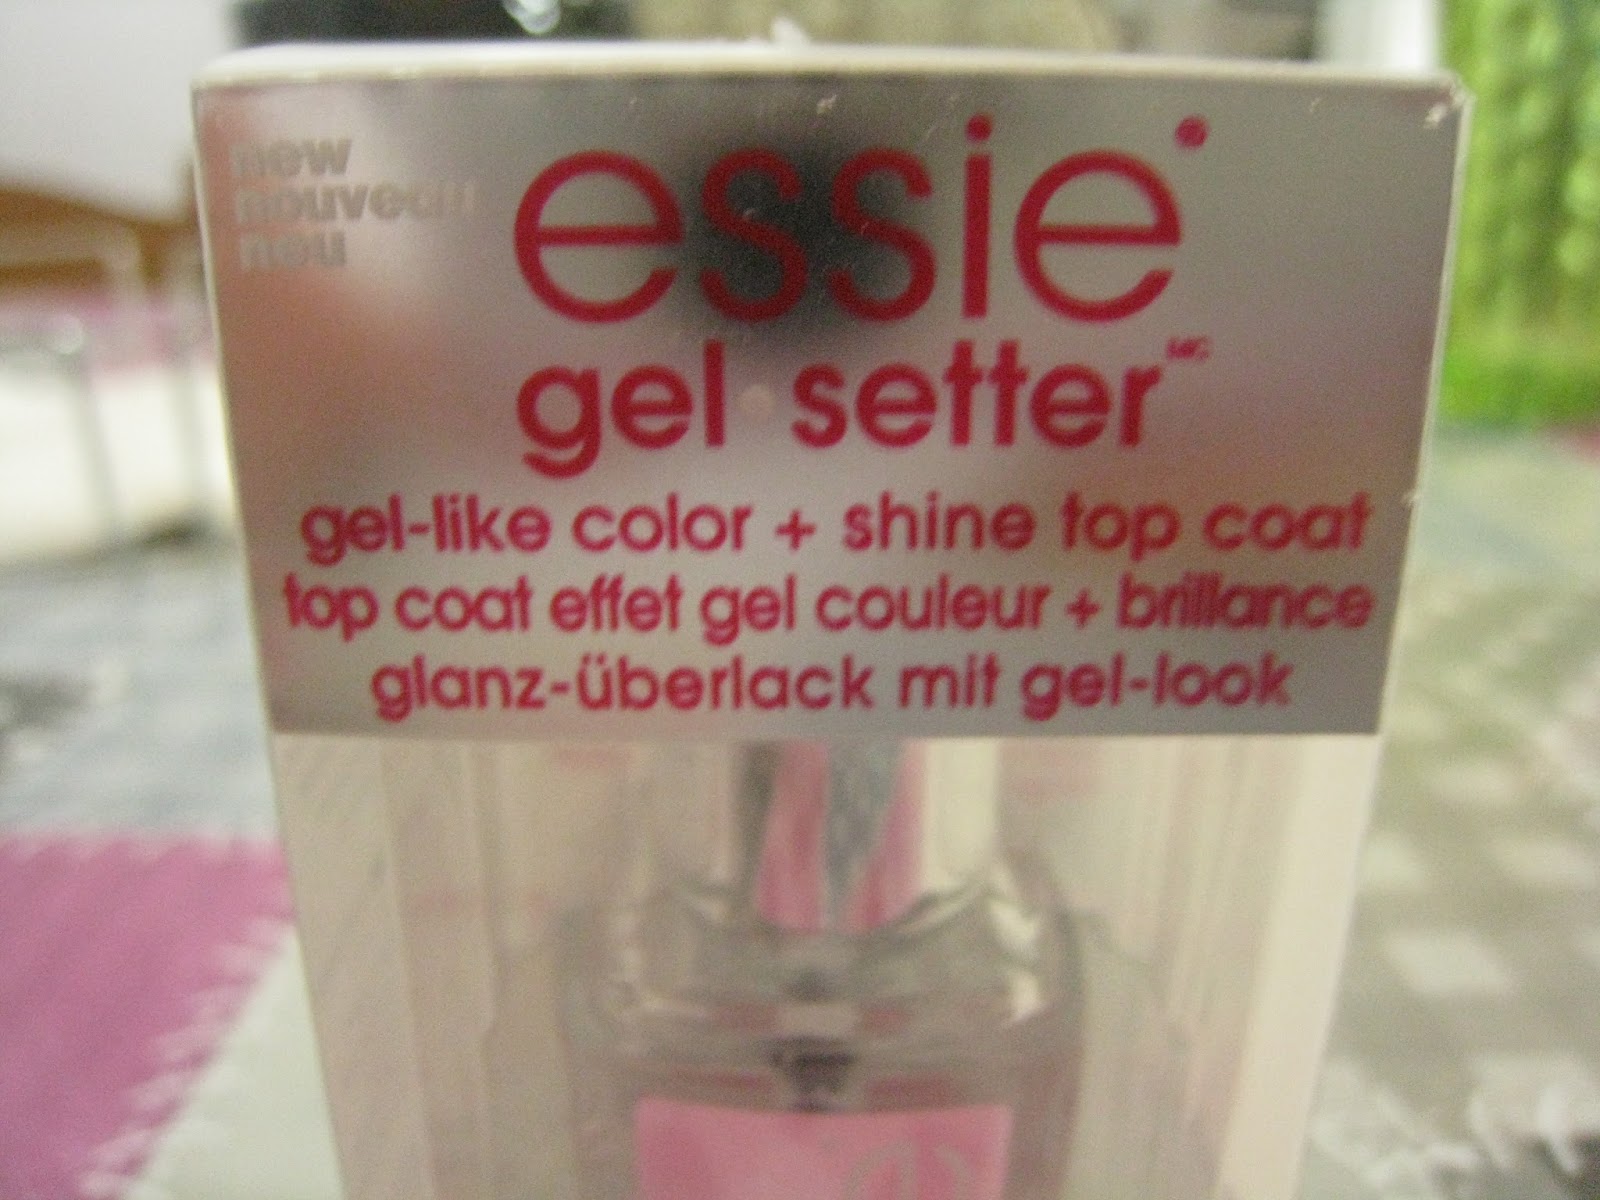 new
nouveau
neu
essie®
gel setter
gel-like color + shine top coat
top coat effet gel couleur + brillance
glanz-überlack mit gel-look